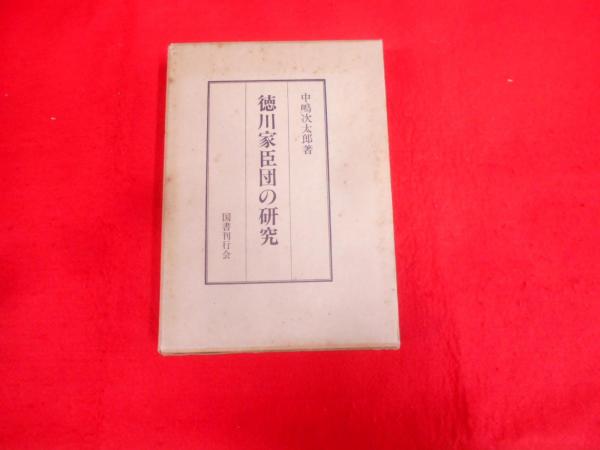 中嶋次太郎著
徳川家臣団の研究
国書刊行会